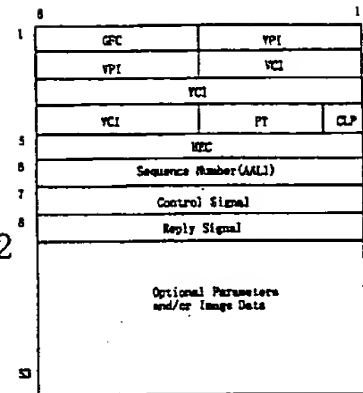 8 1
1 GFC VPI
VPI VCI
VCI
VCI PT CLP
5 HEC
6 Sequence Number(AAL1)
7 Control Signal
8 Reply Signal
2
Optional Parameters
and/or Image Data
53